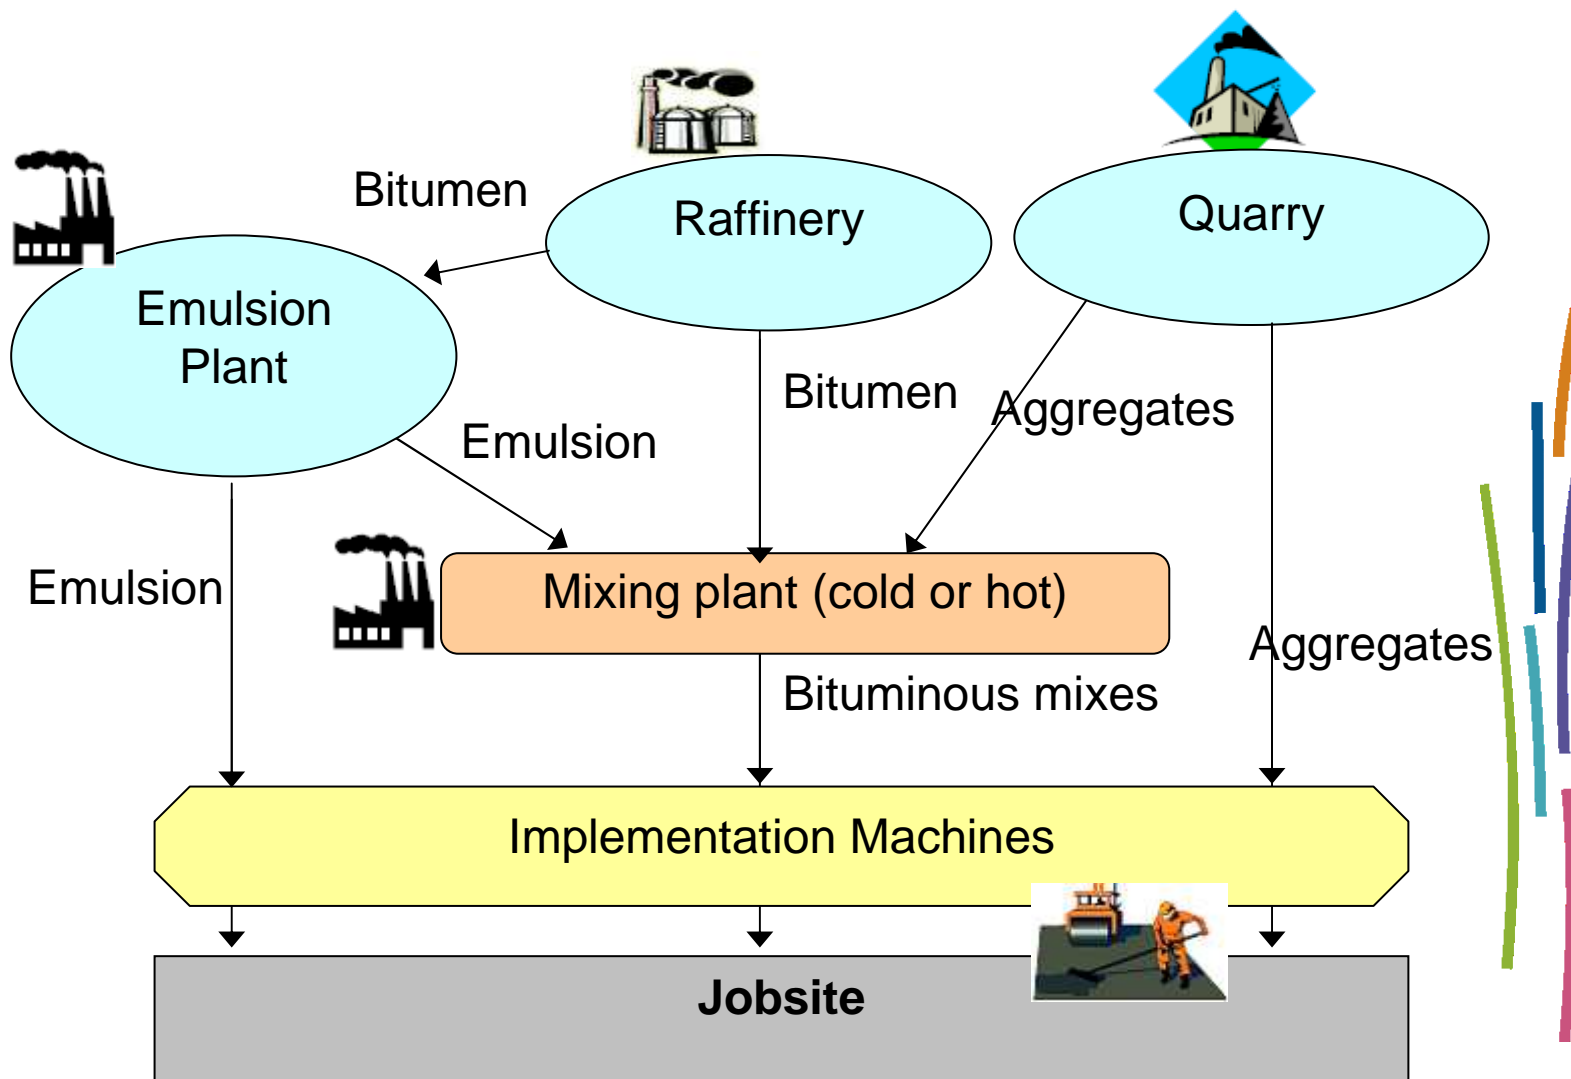 Bitumen
Raffinery
Quarry
Emulsion
Plant
Bitumen
Aggregates
Emulsion
Emulsion
Mixing plant (cold or hot)
Aggregates
Bituminous mixes
Implementation Machines
Jobsite